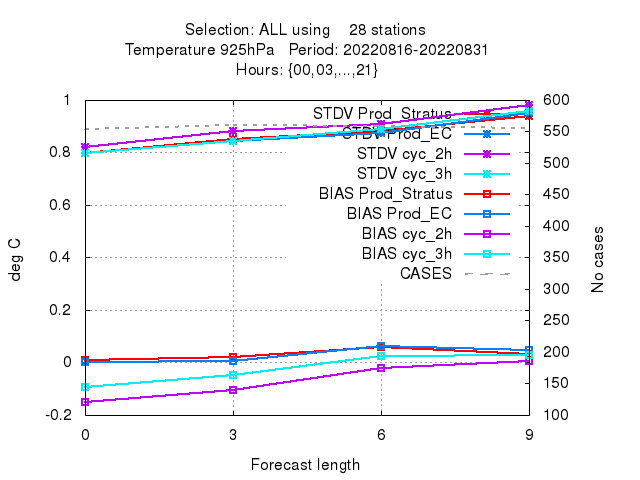 Selection: ALL using 28 stations
Temperature 925hPa Period: 20220816-20220831
Hours: {00,03,...,21}
1 600
STDV Prod_Stratus
STDV Prod_EC 550
0.8 STDV cyc_2h 500
STDV cyc_3h
BIAS Prod_Stratus 450
0.6 BIAS Prod_EC
BIAS cyc_2h 400
0.4 BIAS cyc_3h 350
CASES
300
0.2 250
200
0 150
-0.2 100
0 3 6 9
deg C
No cases
Forecast length